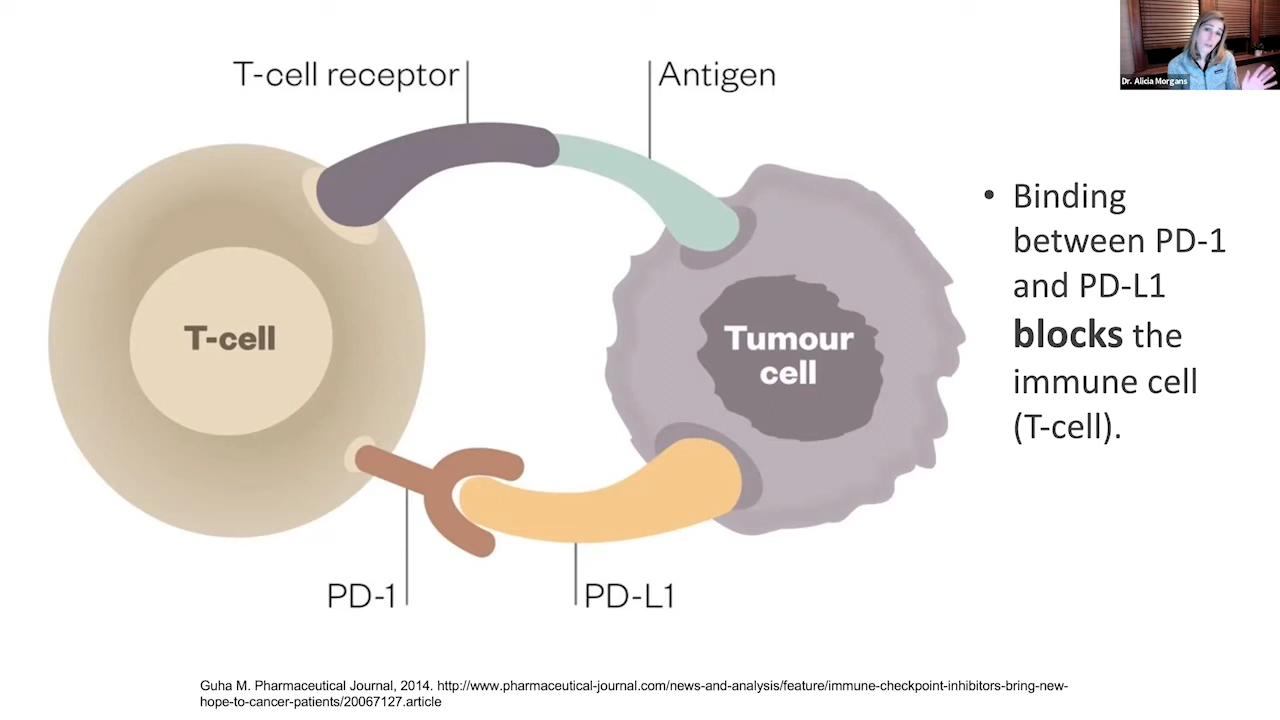 T-cell receptor
Antigen
Dr. Alicia Morgans
• Binding
between PD-1
and PD-L1
blocks the
immune cell
(T-cell).
T-cell
Tumour
cell
PD-1
PD-L1
Guha M. Pharmaceutical Journal, 2014. http://www.pharmaceutical-journal.com/news-and-analysis/feature/immune-checkpoint-inhibitors-bring-new-
hope-to-cancer-patients/20067127.article